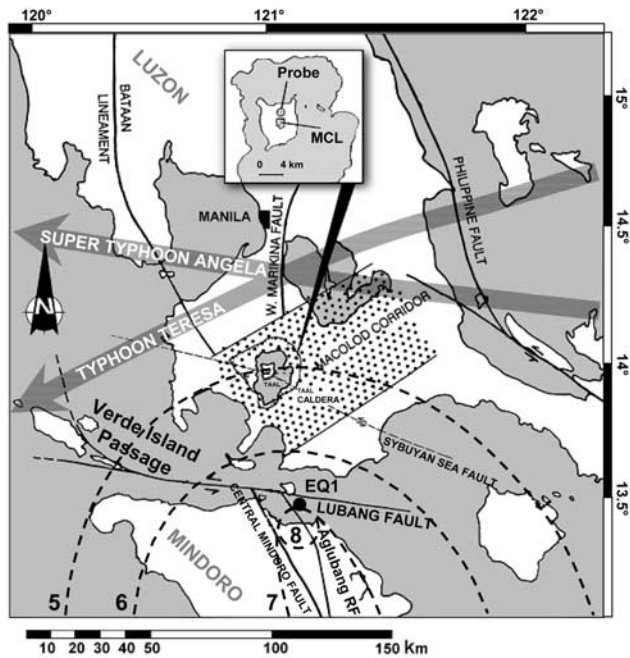 120°
121°
122°
LUZON
BATAAN
LINEAMENT
Probe
MCL
0 4 km
15°
MANILA
W. MARIKINA FAULT
PHILIPPINE FAULT
14.5°
SUPER TYPHOON ANGELA
TYPHOON TERESA
N
MACOLOD CORRIDOR
14°
TAAL
TAAL
CALDERA
Verde Island
Passage
SYBUYAN SEA FAULT
EQ1
13.5°
LUBANG FAULT
CENTRAL MINDORO FAULT
8
Aglubang RF
MINDORO
5
6
7
10 20 30 40 50 100 150 Km